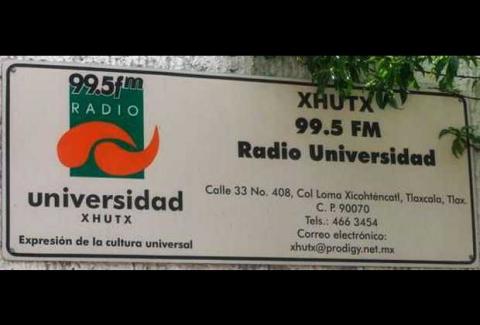 99.5fm
RADIO
universidad
XHUTX
Expresión de la cultura universal
XHUTX
99.5 FM
Radio Universidad
Calle 33 No. 408, Col Loma Xicohténcatl, Tlaxcala, Tlax.
C. P. 90070
Tels.: 466 3454
Correo electrónico:
xhutx@prodigy.net.mx